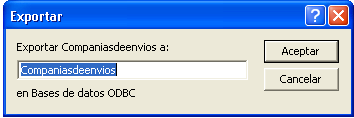 Exportar
Exportar Companiasdeenvios a:
Aceptar
Companiasdeenvios
Cancelar
en Bases de datos ODBC